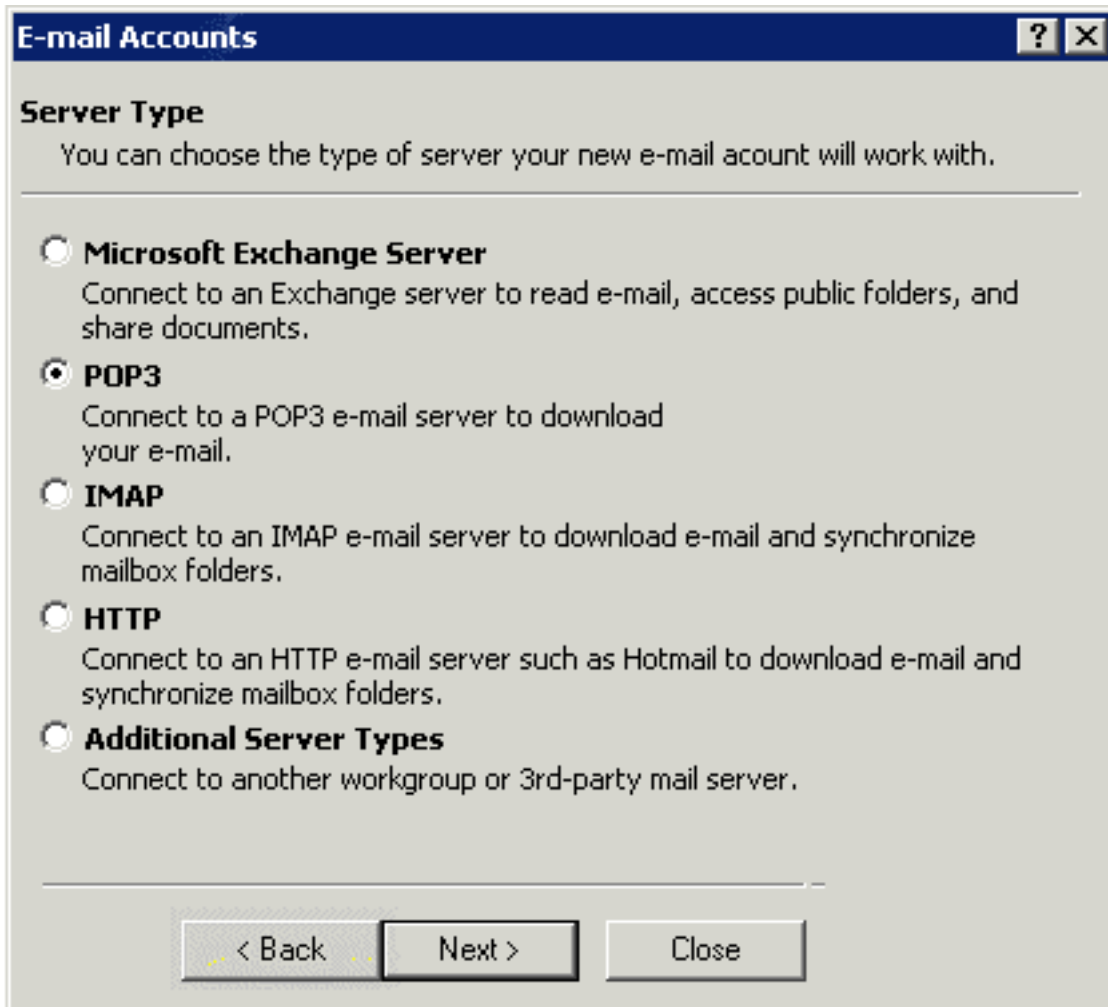 E-mail Accounts
Server Type
You can choose the type of server your new e-mail acount will work with.
Microsoft Exchange Server
Connect to an Exchange server to read e-mail, access public folders, and
share documents.
POP3
Connect to a POP3 e-mail server to download
your e-mail.
IMAP
Connect to an IMAP e-mail server to download e-mail and synchronize
mailbox folders.
HTTP
Connect to an HTTP e-mail server such as Hotmail to download e-mail and
synchronize mailbox folders.
Additional Server Types
Connect to another workgroup or 3rd-party mail server.
< Back Next > Close